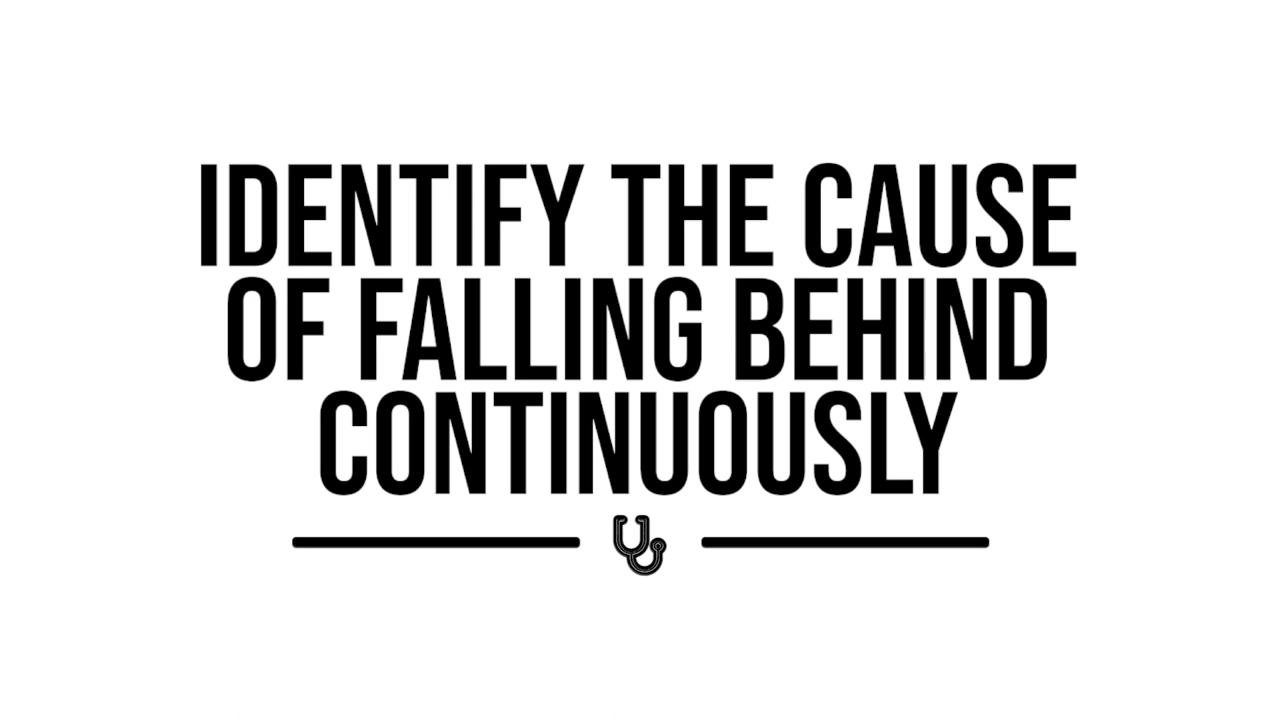 IDENTIFY THE CAUSE
OF FALLING BEHIND
CONTINUOUSLY